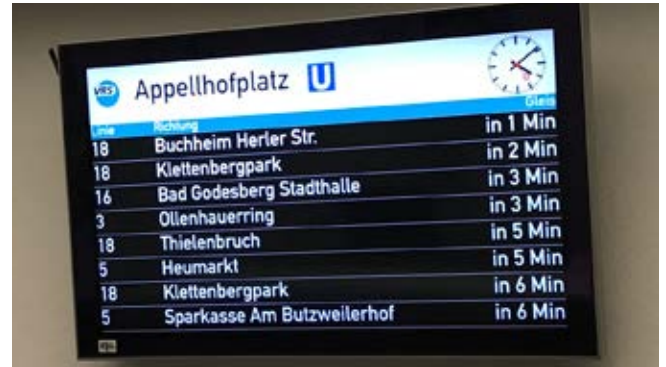 VRS Appellhofplatz U
Linie Richtung Gleis
18 Buchheim Herler Str. in 1 Min
18 Klettenbergpark in 2 Min
16 Bad Godesberg Stadthalle in 3 Min
3 Ollenhauerring in 3 Min
18 Thielenbruch in 5 Min
5 Heumarkt in 5 Min
18 Klettenbergpark in 6 Min
5 Sparkasse Am Butzweilerhof in 6 Min